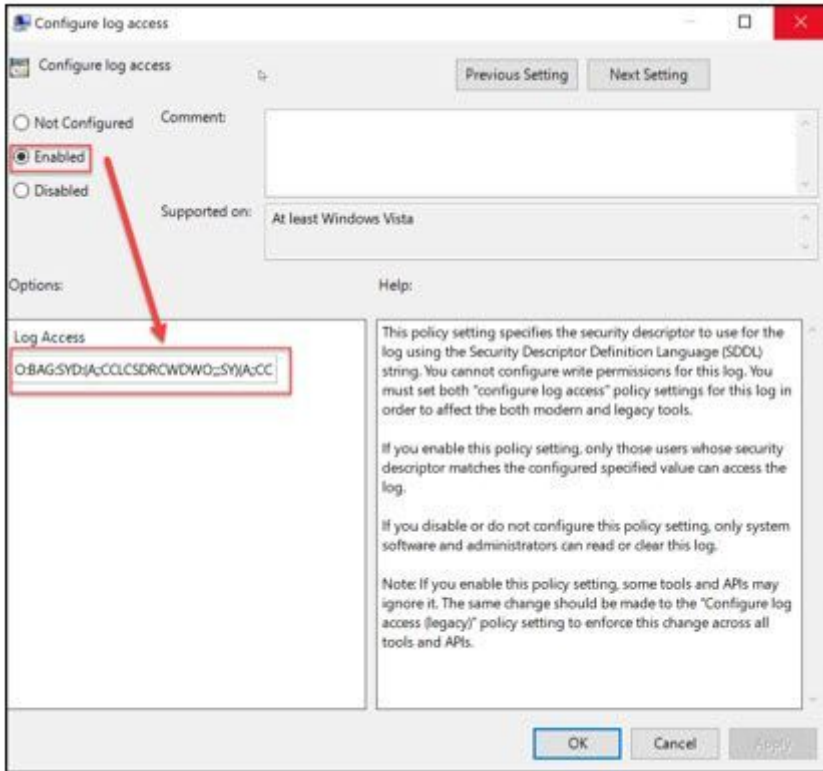 Configure log access
Configure log access
Previous Setting
Next Setting
Not Configured
Comment:
Enabled
Disabled
Supported on:
At least Windows Vista
Options:
Help:
Log Access
O:BAG:SYD:(A;;CCLCSDRCWDWO;;;SY)(A;;CC
This policy setting specifies the security descriptor to use for the
log using the Security Descriptor Definition Language (SDDL)
string. You cannot configure write permissions for this log. You
must set both "configure log access" policy settings for this log in
order to affect the both modern and legacy tools.
If you enable this policy setting, only those users whose security
descriptor matches the configured specified value can access the
log.
If you disable or do not configure this policy setting, only system
software and administrators can read or clear this log.
Note: If you enable this policy setting, some tools and APIs may
ignore it. The same change should be made to the "Configure log
access (legacy)" policy setting to enforce this change across all
tools and APIs.
OK
Cancel
Apply